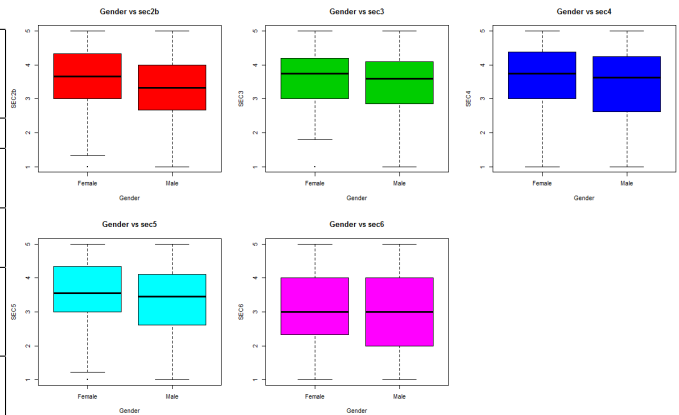 Gender vs sec2b
SEC2b
5
4
3
2
1
Female Male
Gender
Gender vs sec3
SEC3
5
4
3
2
1
Female Male
Gender
Gender vs sec4
SEC4
5
4
3
2
1
Female Male
Gender
Gender vs sec5
SEC5
5
4
3
2
1
Female Male
Gender
Gender vs sec6
SEC6
5
4
3
2
1
Female Male
Gender